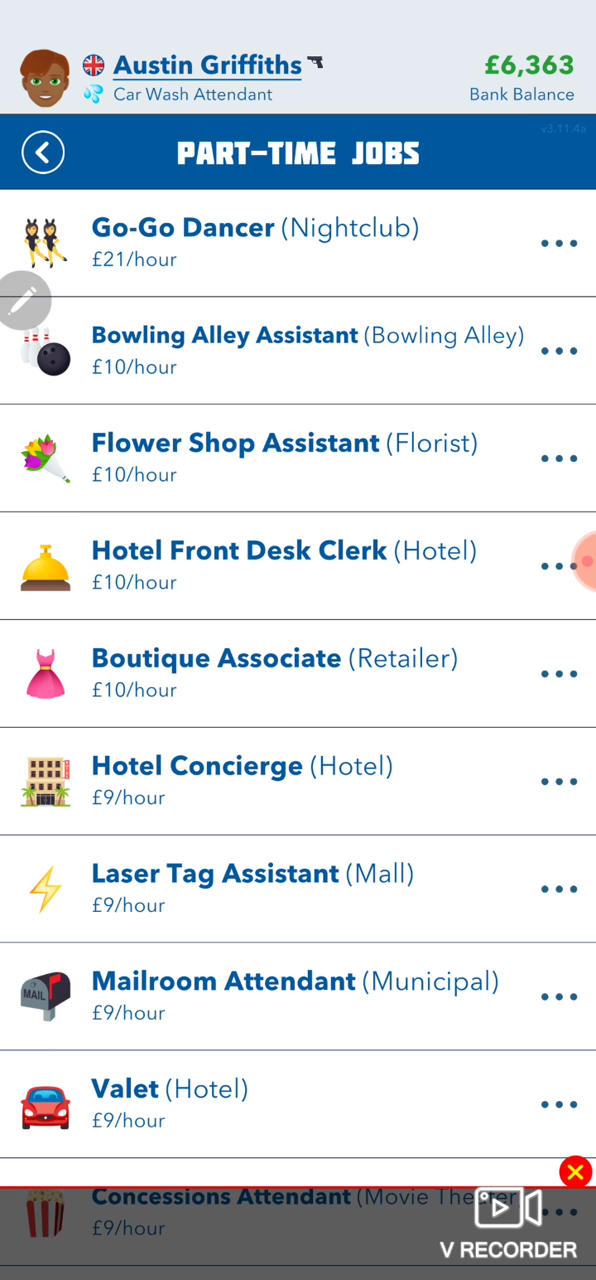 Austin Griffiths
£6,363
Car Wash Attendant
Bank Balance
v3.11.4a
PART-TIME JOBS
Go-Go Dancer (Nightclub)
£21/hour
Bowling Alley Assistant (Bowling Alley)
£10/hour
Flower Shop Assistant (Florist)
£10/hour
Hotel Front Desk Clerk (Hotel)
£10/hour
Boutique Associate (Retailer)
£10/hour
Hotel Concierge (Hotel)
£9/hour
Laser Tag Assistant (Mall)
£9/hour
MAIL
Mailroom Attendant (Municipal)
£9/hour
Valet (Hotel)
£9/hour
Concessions Attendant (Movie Theater
£9/hour
V RECORDER